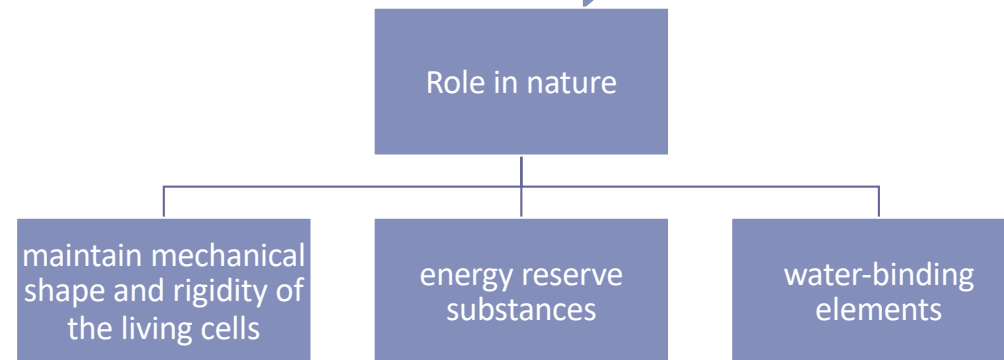 Role in nature
maintain mechanical
shape and rigidity of
the living cells
energy reserve
substances
water-binding
elements